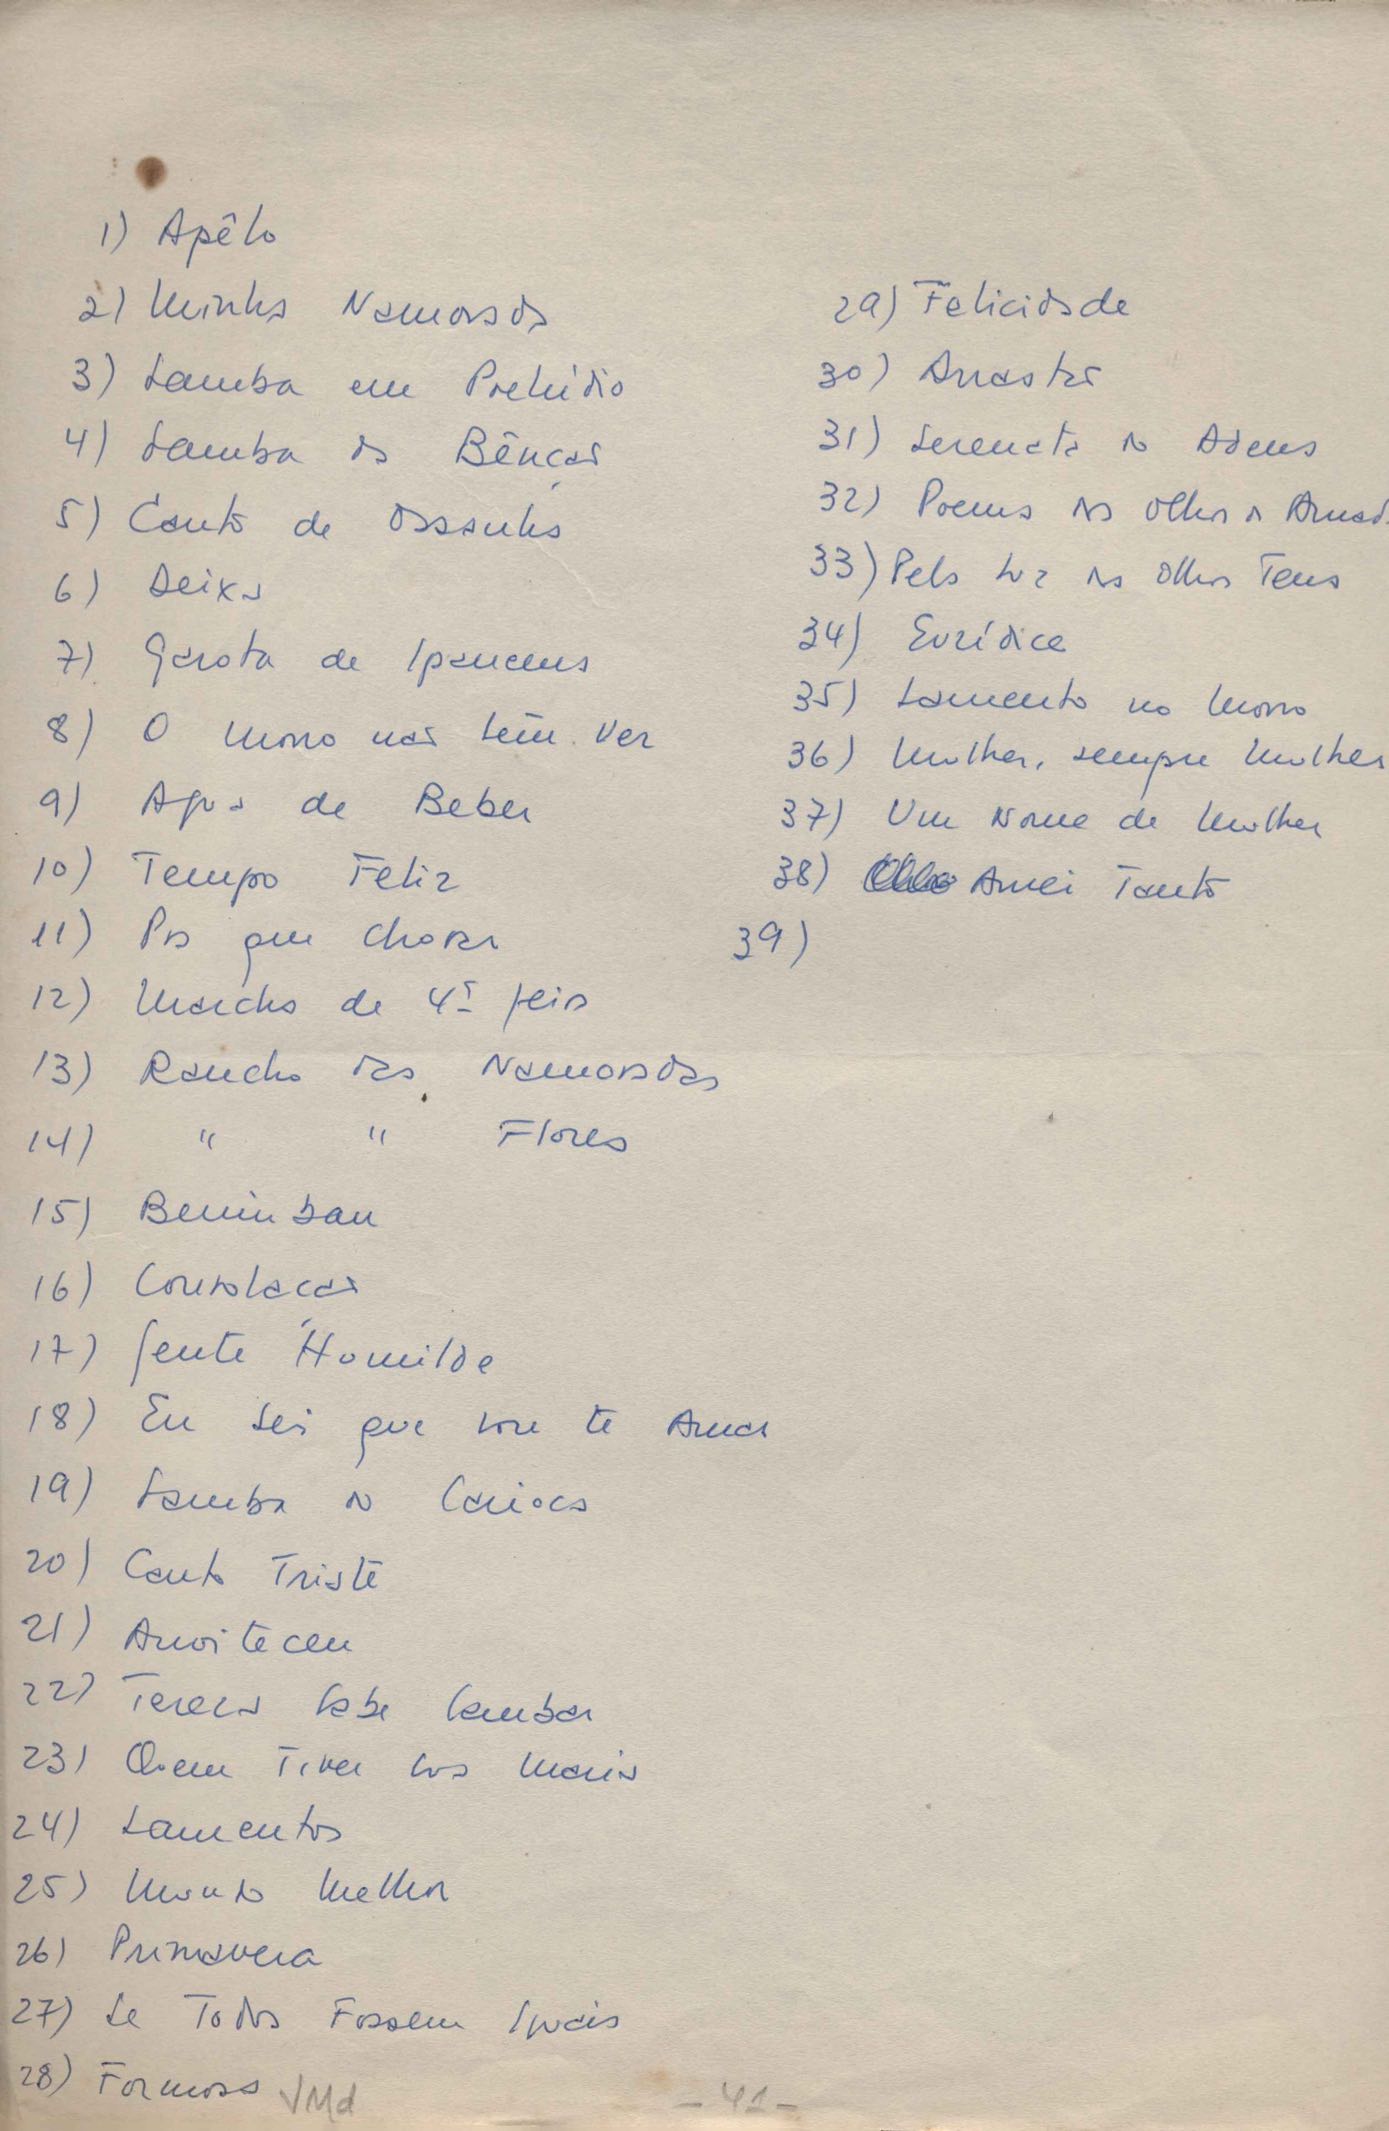 1) Apêlo
2) Minha Namorada
3) Samba em Prelúdio
4) Samba da Bênção
5) Canto de Ossanha
6) Deixa
7) Garota de Ipanema
8) O Morro não tem Vez
9) Agua de Beber
10) Tempo Feliz
11) Pra que Chorar
12) Marcha de 4ª feira
13) Rancho das Namoradas
14) " " Flores
15) Berimbau
16) Consolação
17) Gente Humilde
18) Eu sei que vou te Amar
19) Samba do Carioca
20) Canto Triste
21) Anoiteceu
22) Tereza Sabe Sambar
23) Quem Tiver
24) Lamentos
25) Mundo Melhor
26) Primavera
27) Se Todos Fossem Iguais
28) Formosa
29) Felicidade
30) Arrastão
31) Serenata do Adeus
32) Poema dos Olhos da Amada
33) Pela Luz dos Olhos Teus
34) Eurídice
35) Lamento no Morro
36) Mulher, sempre Mulher
37) Um Nome de Mulher
38) Amei Tanto
39)
VMd
- 41 -